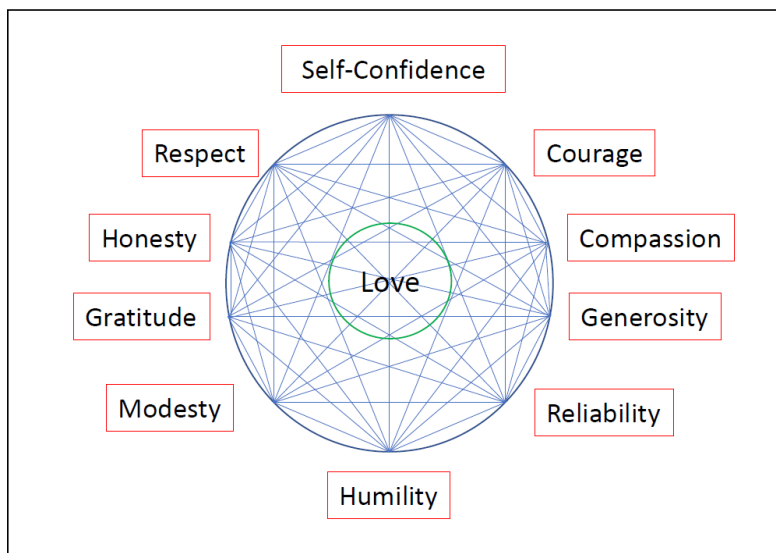 Self-Confidence
Respect
Courage
Honesty
Compassion
Love
Gratitude
Generosity
Modesty
Reliability
Humility